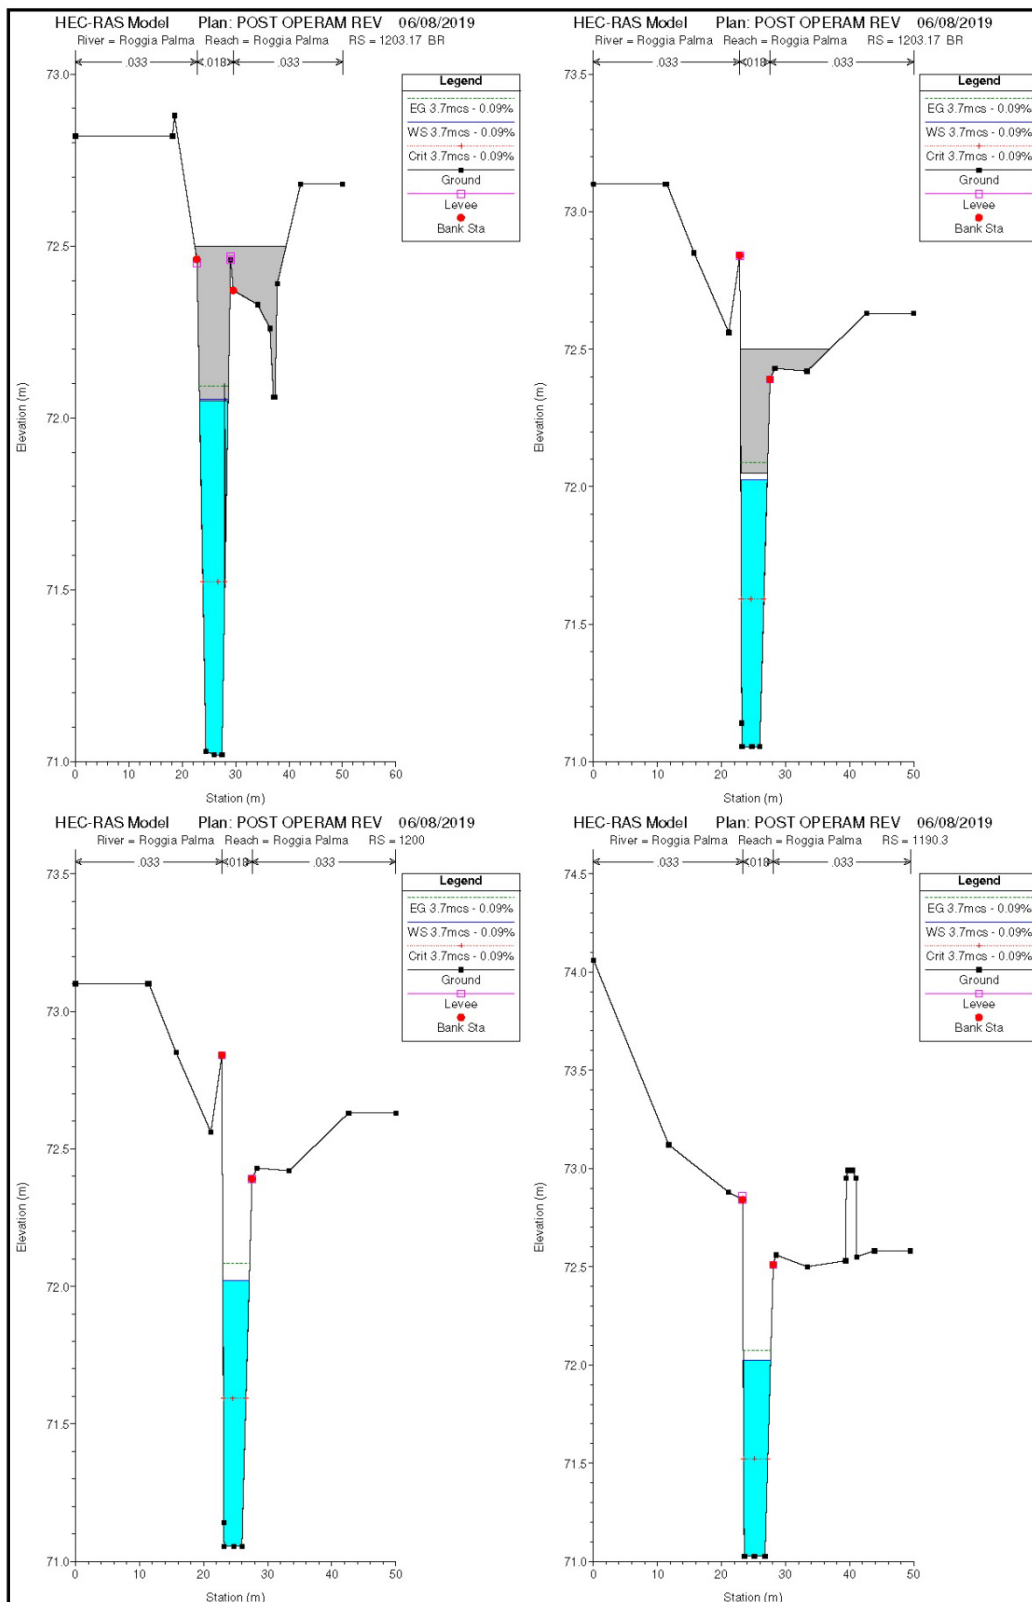 HEC-RAS Model Plan: POST OPERAM REV 06/08/2019
River = Roggia Palma Reach = Roggia Palma RS = 1203.17 BR
.033 .018 .033
Legend
EG 3.7mcs - 0.09%
WS 3.7mcs - 0.09%
Crit 3.7mcs - 0.09%
Ground
Levee
Bank Sta
73.0
72.5
72.0
71.5
71.0
Elevation (m)
0 10 20 30 40 50 60
Station (m)
HEC-RAS Model Plan: POST OPERAM REV 06/08/2019
River = Roggia Palma Reach = Roggia Palma RS = 1203.17 BR
.033 .018 .033
Legend
EG 3.7mcs - 0.09%
WS 3.7mcs - 0.09%
Crit 3.7mcs - 0.09%
Ground
Levee
Bank Sta
73.5
73.0
72.5
72.0
71.5
71.0
Elevation (m)
0 10 20 30 40 50
Station (m)
HEC-RAS Model Plan: POST OPERAM REV 06/08/2019
River = Roggia Palma Reach = Roggia Palma RS = 1200
.033 .018 .033
Legend
EG 3.7mcs - 0.09%
WS 3.7mcs - 0.09%
Crit 3.7mcs - 0.09%
Ground
Levee
Bank Sta
73.5
73.0
72.5
72.0
71.5
71.0
Elevation (m)
0 10 20 30 40 50
Station (m)
HEC-RAS Model Plan: POST OPERAM REV 06/08/2019
River = Roggia Palma Reach = Roggia Palma RS = 1190.3
.033 .018 .033
Legend
EG 3.7mcs - 0.09%
WS 3.7mcs - 0.09%
Crit 3.7mcs - 0.09%
Ground
Levee
Bank Sta
74.5
74.0
73.5
73.0
72.5
72.0
71.5
71.0
Elevation (m)
0 10 20 30 40 50
Station (m)